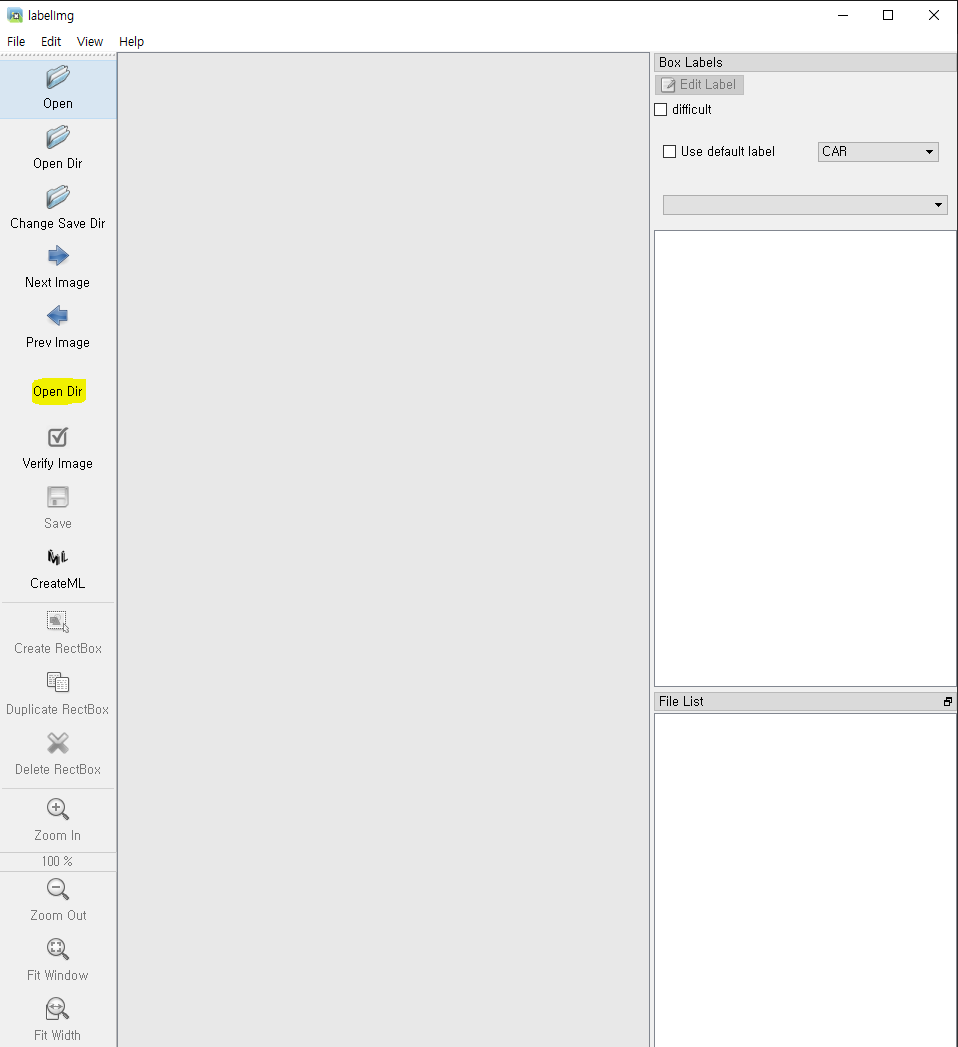 labelImg
File Edit View Help
Open
Open Dir
Change Save Dir
Next Image
Prev Image
Open Dir
Verify Image
Save
CreateML
Create RectBox
Duplicate RectBox
Delete RectBox
Zoom In
100 %
Zoom Out
Fit Window
Fit Width
Box Labels
Edit Label
difficult
Use default label CAR
File List